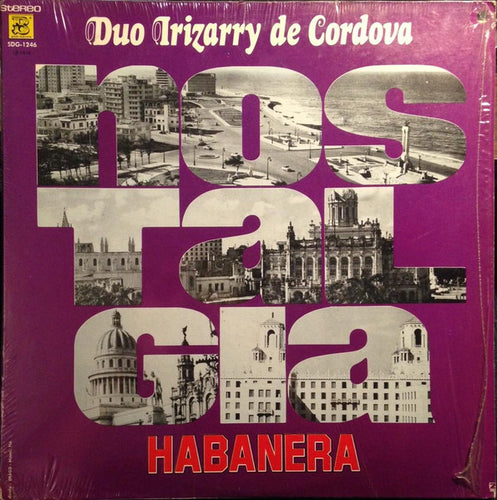 stereo
SDG-1246
Duo Irizarry de Cordova
nos
Tal
Gia
HABANERA